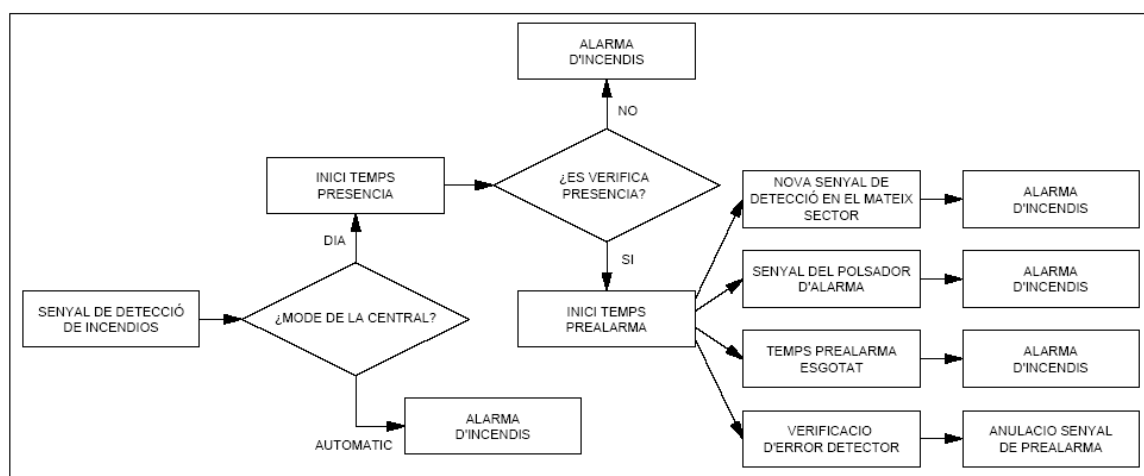 ALARMA
D'INCENDIS
NO
INICI TEMPS
PRESENCIA
¿ES VERIFICA
PRESENCIA?
NOVA SENYAL DE
DETECCIÓ EN EL MATEIX
SECTOR
ALARMA
D'INCENDIS
DIA
SI
SENYAL DEL POLSADOR
D'ALARMA
ALARMA
D'INCENDIS
SENYAL DE DETECCIÓ
DE INCENDIOS
¿MODE DE LA CENTRAL?
INICI TEMPS
PREALARMA
TEMPS PREALARMA
ESGOTAT
ALARMA
D'INCENDIS
AUTOMATIC
ALARMA
D'INCENDIS
VERIFICACIO
D'ERROR DETECTOR
ANULACIO SENYAL
DE PREALARMA